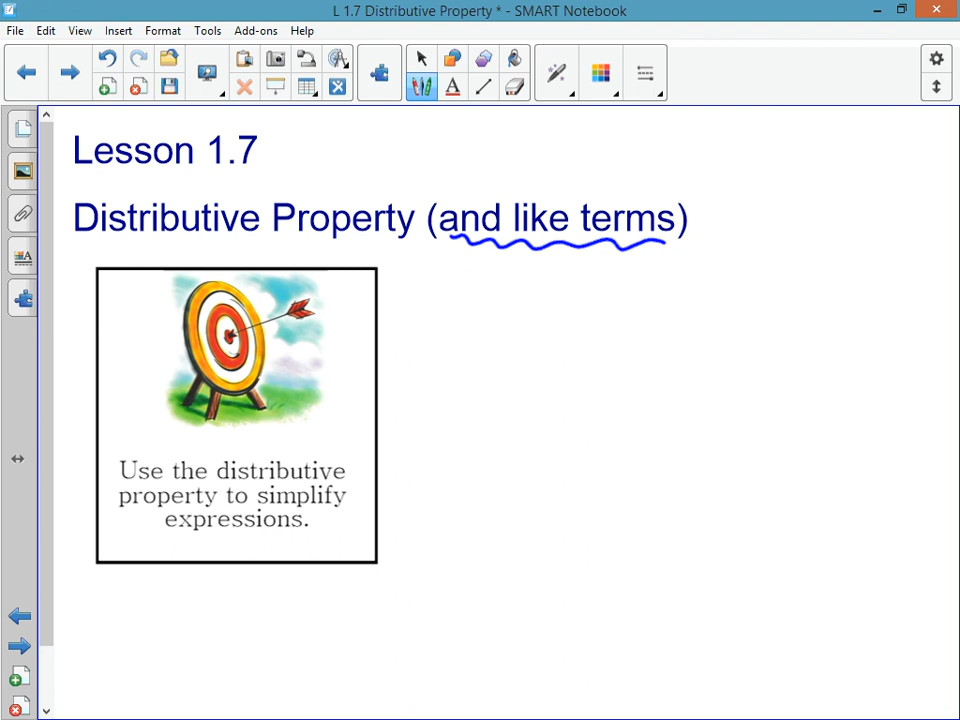 L 1.7 Distributive Property * - SMART Notebook
File Edit View Insert Format Tools Add-ons Help
Lesson 1.7
Distributive Property (and like terms)
Use the distributive
property to simplify
expressions.